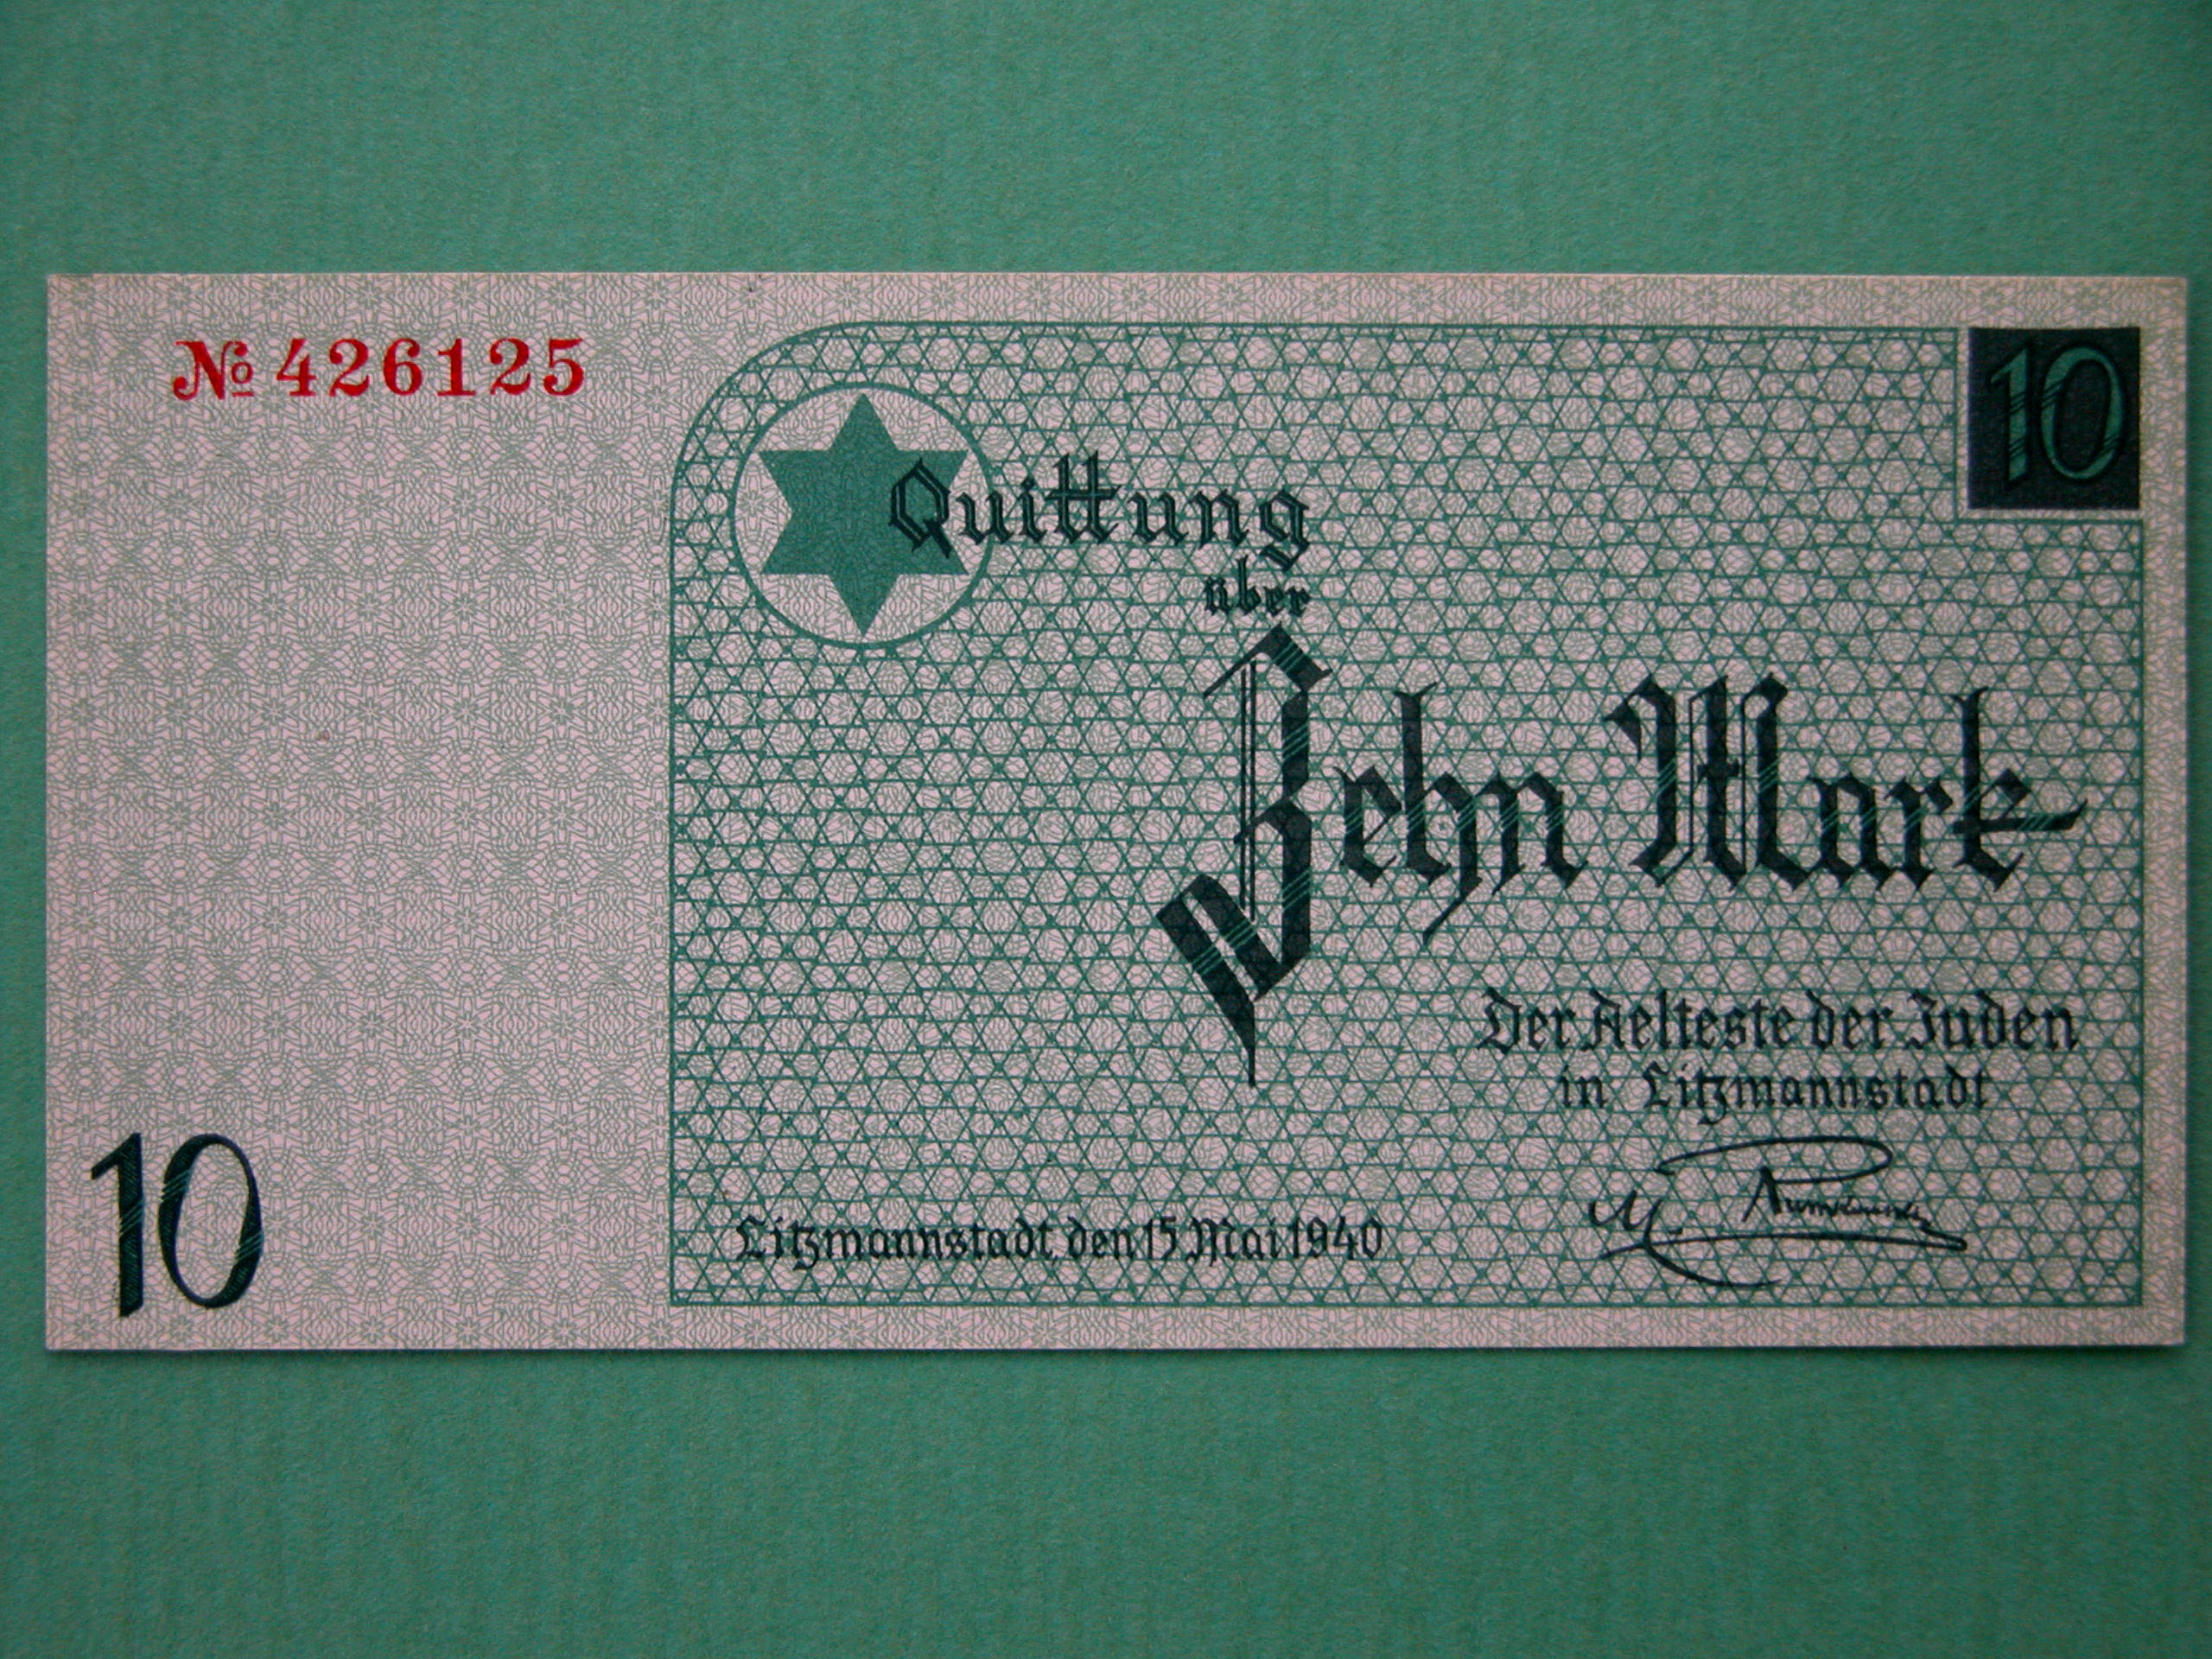 № 426125
10
Quittung
über
Zehn Mark
Der Aelteste der Juden
in Litzmannstadt
Litzmannstadt, den 15 Mai 1940
M. Rumkowski
10